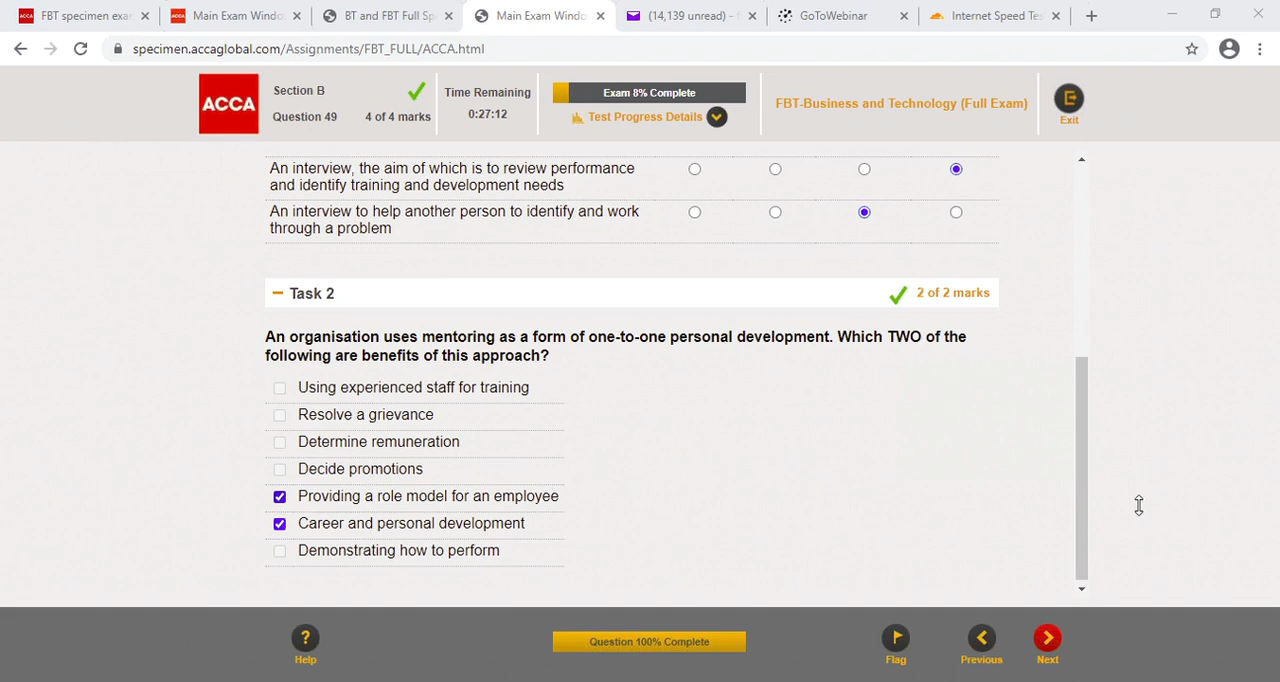 FBT specimen exa
Main Exam Windo
BT and FBT Full Sp
Main Exam Windo
(14,139 unread) - f
GoToWebinar
Internet Speed Tes
specimen.accaglobal.com/Assignments/FBT_FULL/ACCA.html
ACCA
Section B
Question 49
4 of 4 marks
Time Remaining
0:27:12
Exam 8% Complete
Test Progress Details
FBT-Business and Technology (Full Exam)
Exit
An interview, the aim of which is to review performance
and identify training and development needs
An interview to help another person to identify and work
through a problem
Task 2
2 of 2 marks
An organisation uses mentoring as a form of one-to-one personal development. Which TWO of the
following are benefits of this approach?
Using experienced staff for training
Resolve a grievance
Determine remuneration
Decide promotions
Providing a role model for an employee
Career and personal development
Demonstrating how to perform
?
Help
Question 100% Complete
Flag
Previous
Next